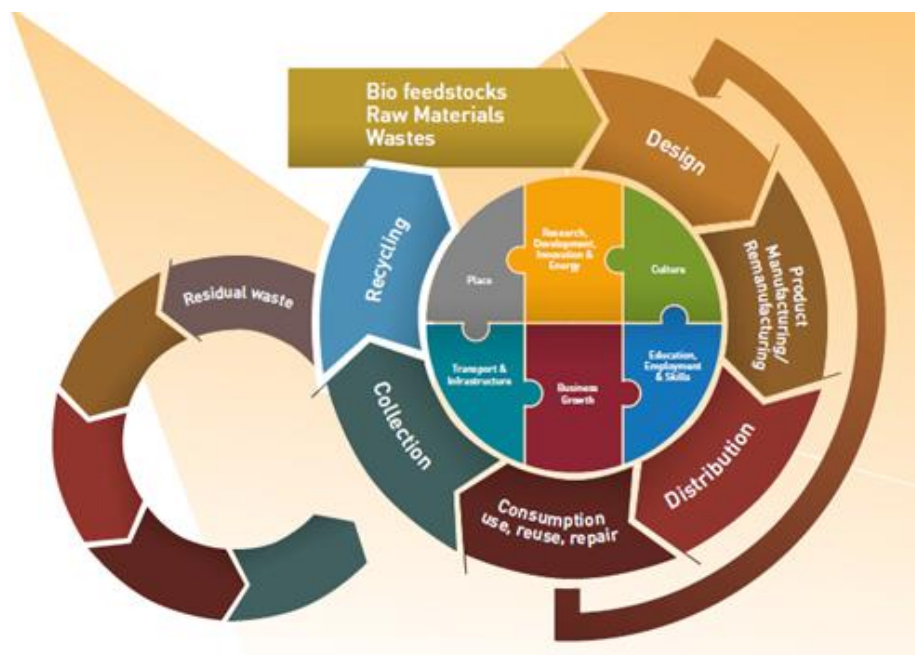 Bio feedstocks
Raw Materials
Wastes
Design
Product
Manufacturing/
Remanufacturing
Distribution
Consumption
use, reuse, repair
Collection
Recycling
Residual waste
Place
Research,
Development,
Innovation &
Energy
Culture
Transport &
Infrastructure
Business
Growth
Education,
Employment
& Skills